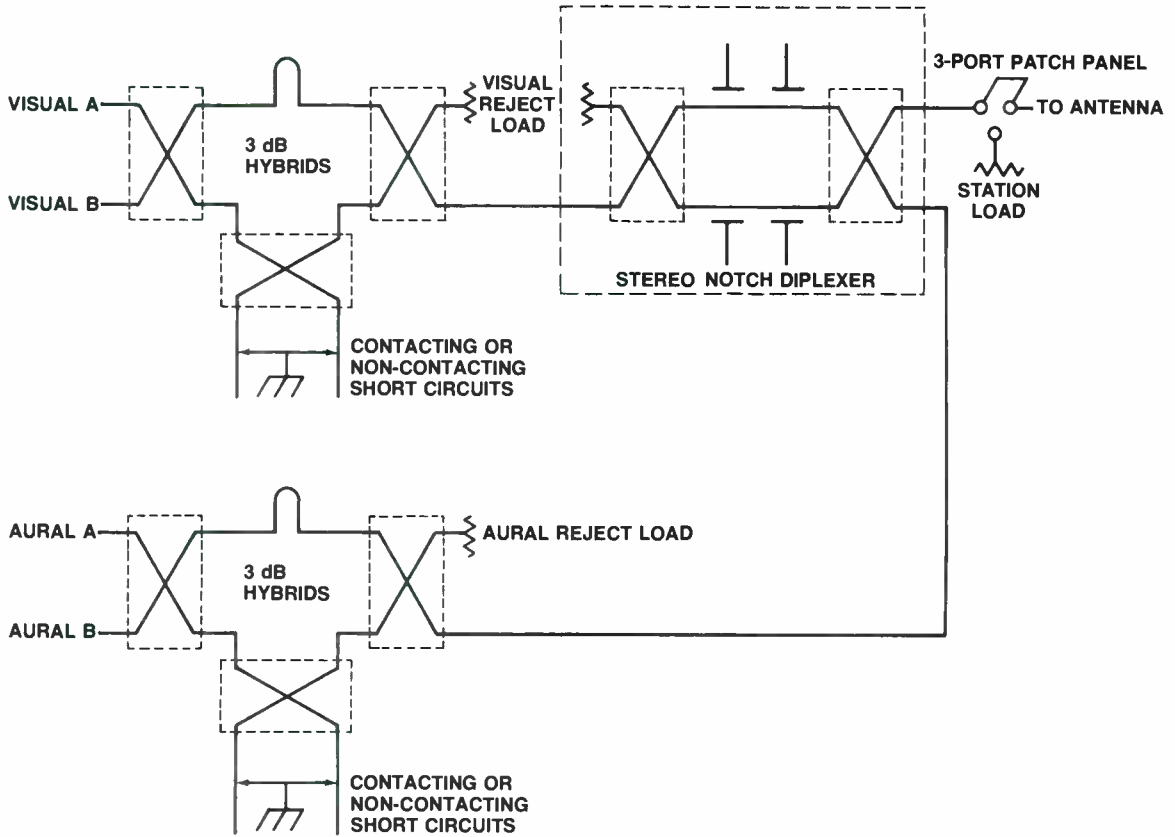 VISUAL A
VISUAL B
3 dB
HYBRIDS
VISUAL
REJECT
LOAD
3-PORT PATCH PANEL
TO ANTENNA
STATION
LOAD
STEREO NOTCH DIPLEXER
CONTACTING OR
NON-CONTACTING
SHORT CIRCUITS
AURAL A
AURAL B
3 dB
HYBRIDS
AURAL REJECT LOAD
CONTACTING OR
NON-CONTACTING
SHORT CIRCUITS